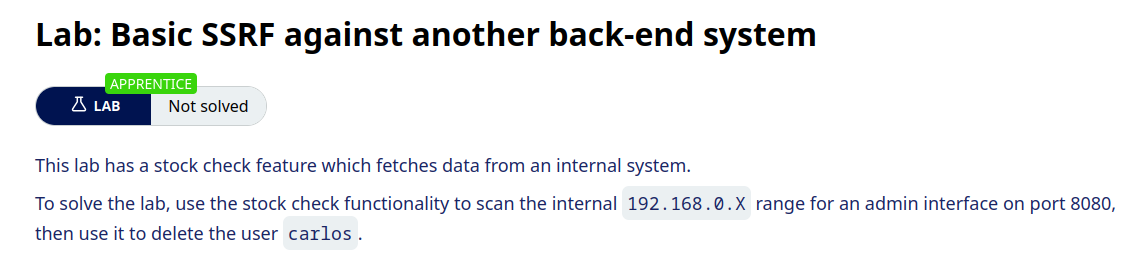 Lab: Basic SSRF against another back-end system
APPRENTICE
LAB Not solved
This lab has a stock check feature which fetches data from an internal system.
To solve the lab, use the stock check functionality to scan the internal 192.168.0.X range for an admin interface on port 8080,
then use it to delete the user carlos.